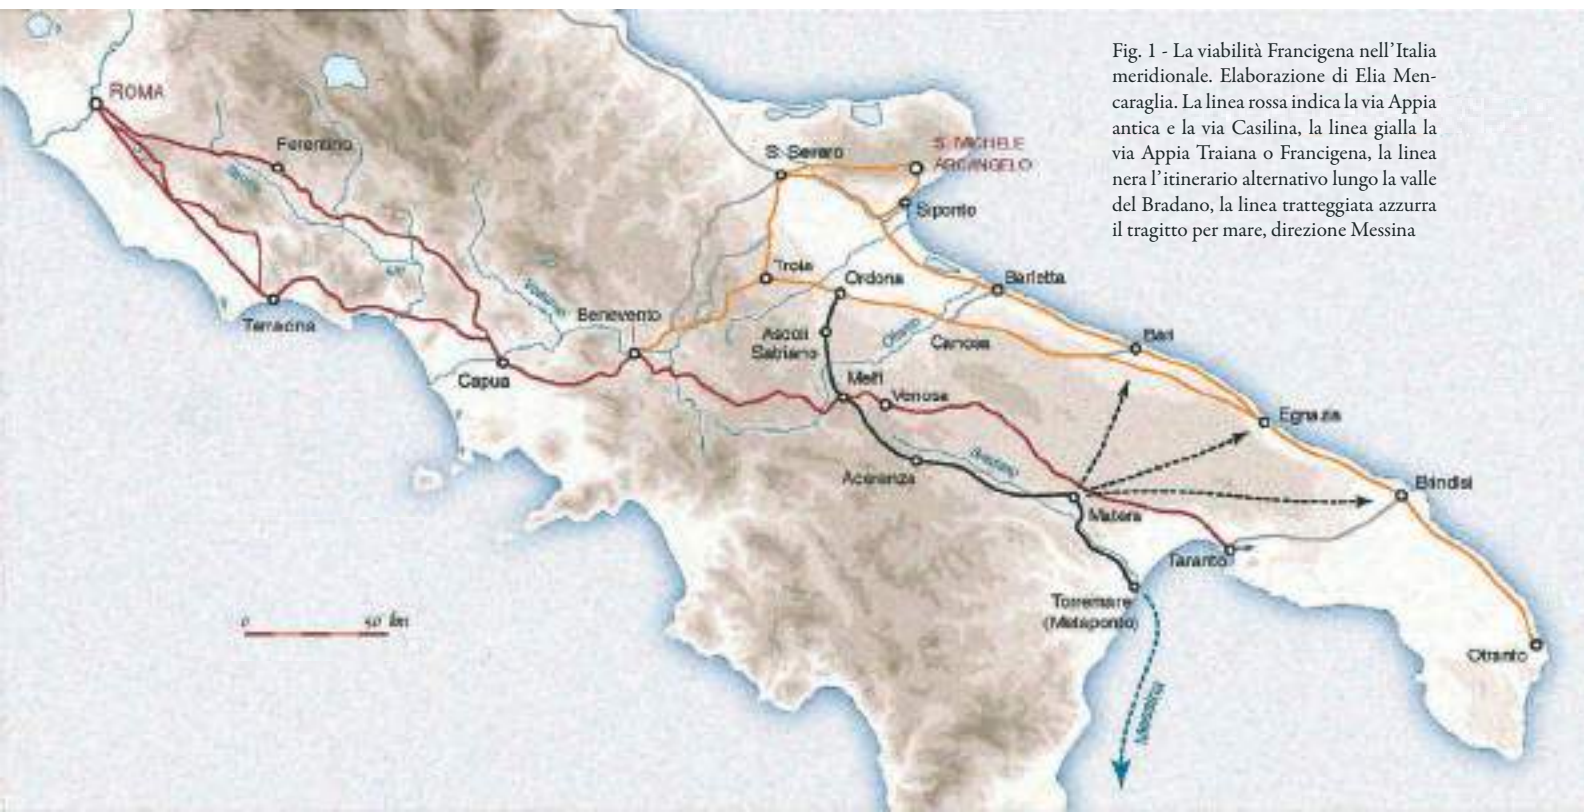 Fig. 1 - La viabilità Francigena nell'Italia
meridionale. Elaborazione di Elia Men-
caraglia. La linea rossa indica la via Appia
antica e la via Casilina, la linea gialla la
via Appia Traiana o Francigena, la linea
nera l'itinerario alternativo lungo la valle
del Bradano, la linea tratteggiata azzurra
il tragitto per mare, direzione Messina
ROMA
Ferentino
S. Severo
S. MICHELE
ARCANGELO
Siponto
Troia
Ordona
Barletta
Terracina
Volturno
Benevento
Ascoli
Satriano
Ofanto
Canosa
Bari
Capua
Melfi
Venosa
Egnazia
Acerenza
Bradano
Brindisi
Matera
Taranto
Torremare
(Metaponto)
0 50 km
Otranto
Messina